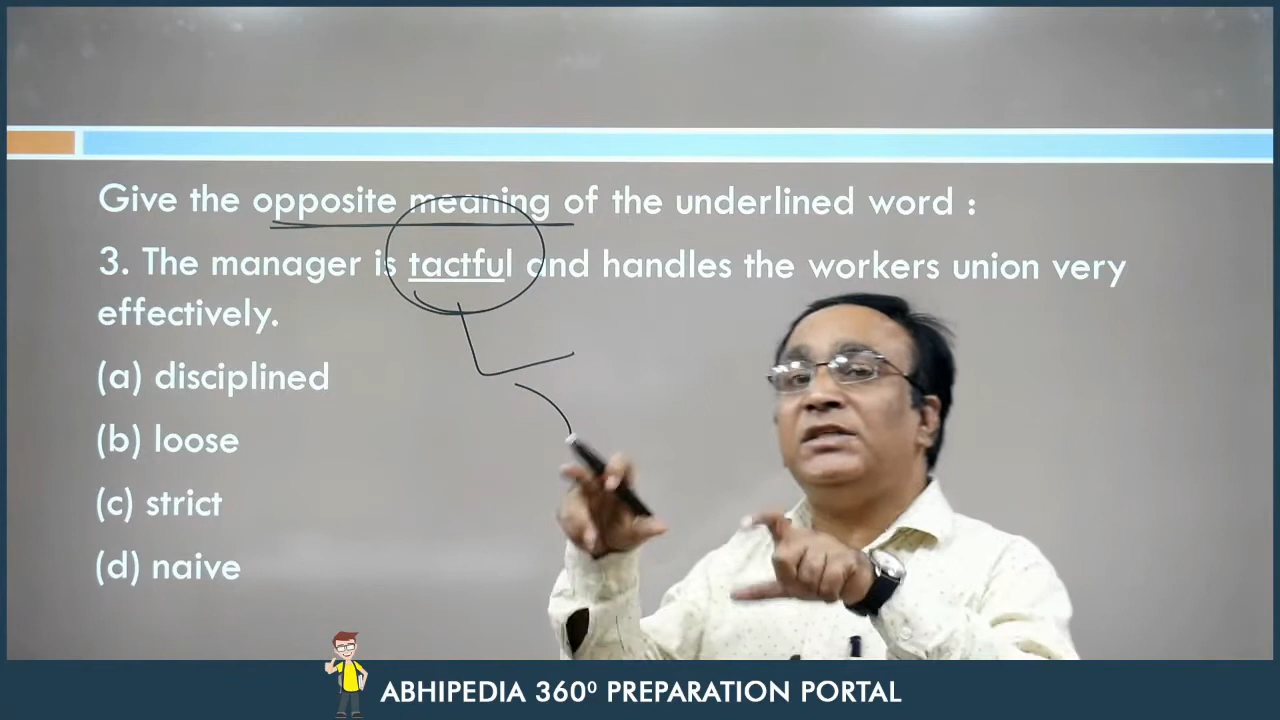 Give the opposite meaning of the underlined word :
3. The manager is tactful and handles the workers union very
effectively.
(a) disciplined
(b) loose
(c) strict
(d) naive
ABHIPEDIA 360⁰ PREPARATION PORTAL